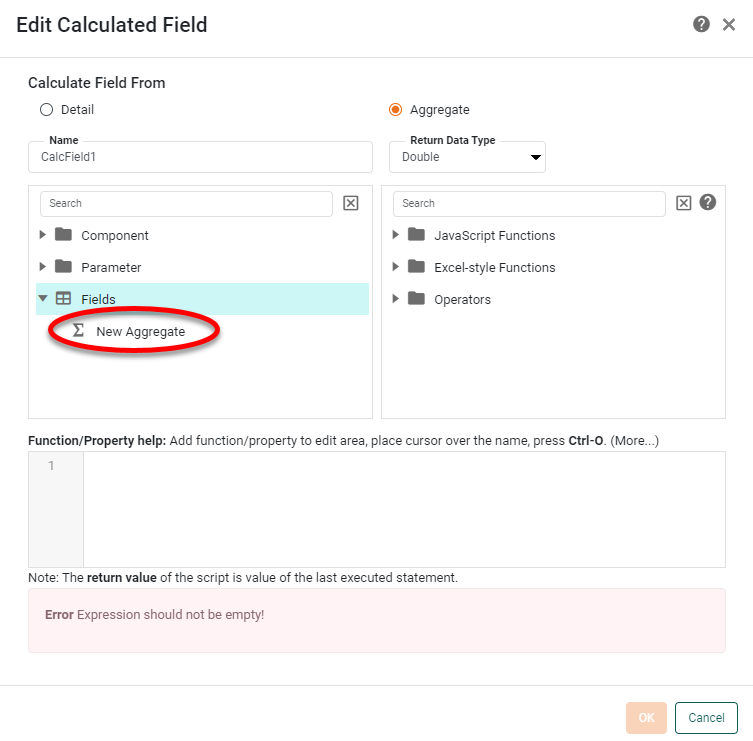 Edit Calculated Field
Calculate Field From
Detail
Aggregate
Name
CalcField1
Return Data Type
Double
Search
Component
Parameter
Fields
Σ New Aggregate
Search
JavaScript Functions
Excel-style Functions
Operators
Function/Property help: Add function/property to edit area, place cursor over the name, press Ctrl-O. (More...)
1
Note: The return value of the script is value of the last executed statement.
Error Expression should not be empty!
OK
Cancel